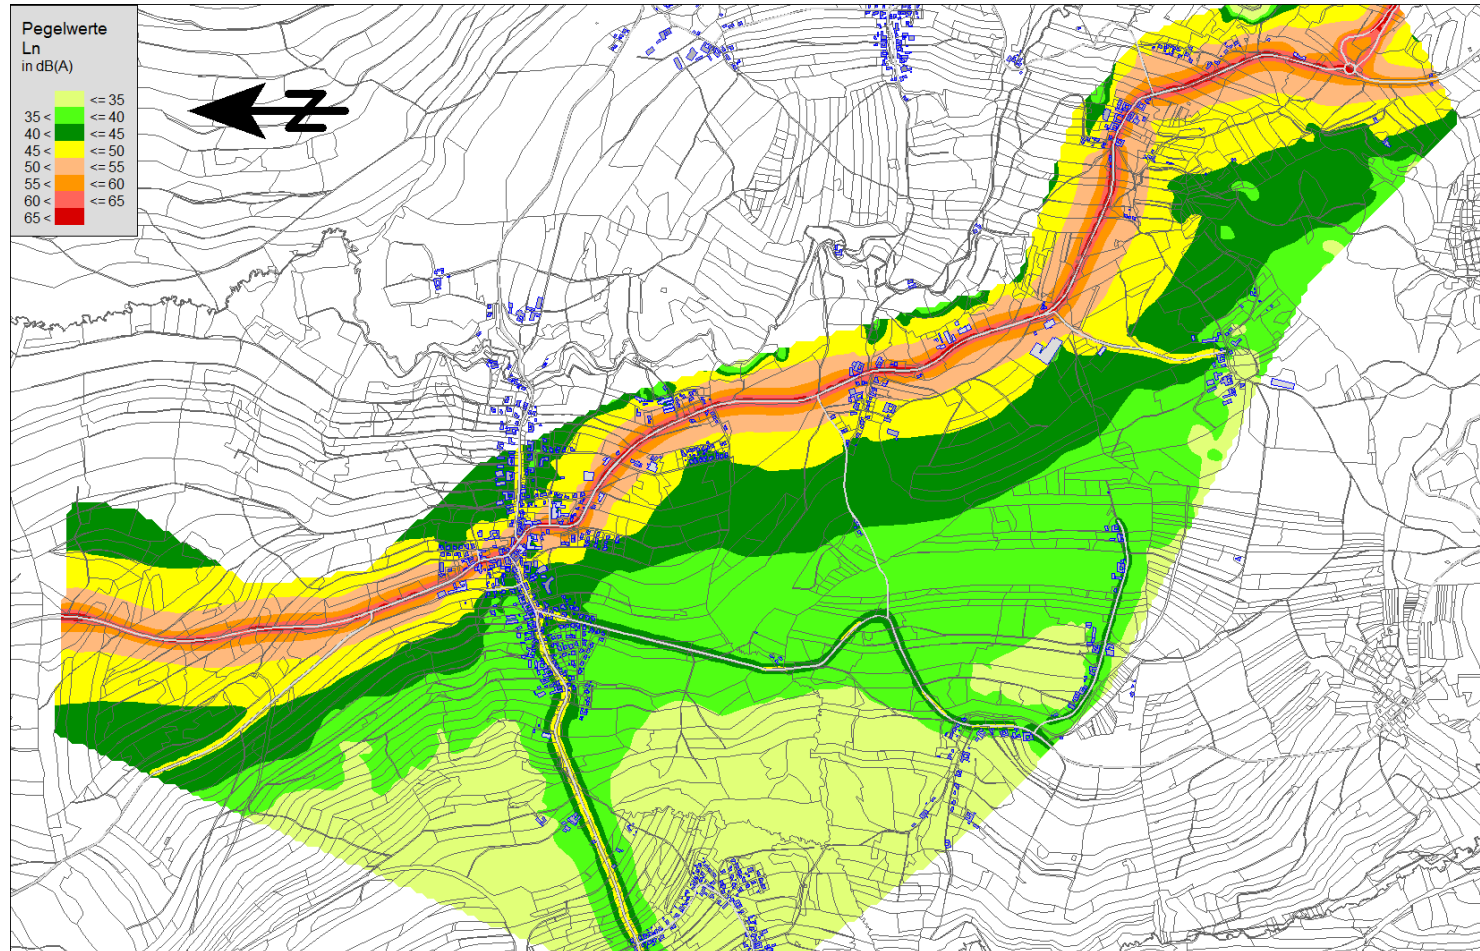 Pegelwerte
Ln
in dB(A)
<= 35
35 < <= 40
40 < <= 45
45 < <= 50
50 < <= 55
55 < <= 60
60 < <= 65
65 <
N